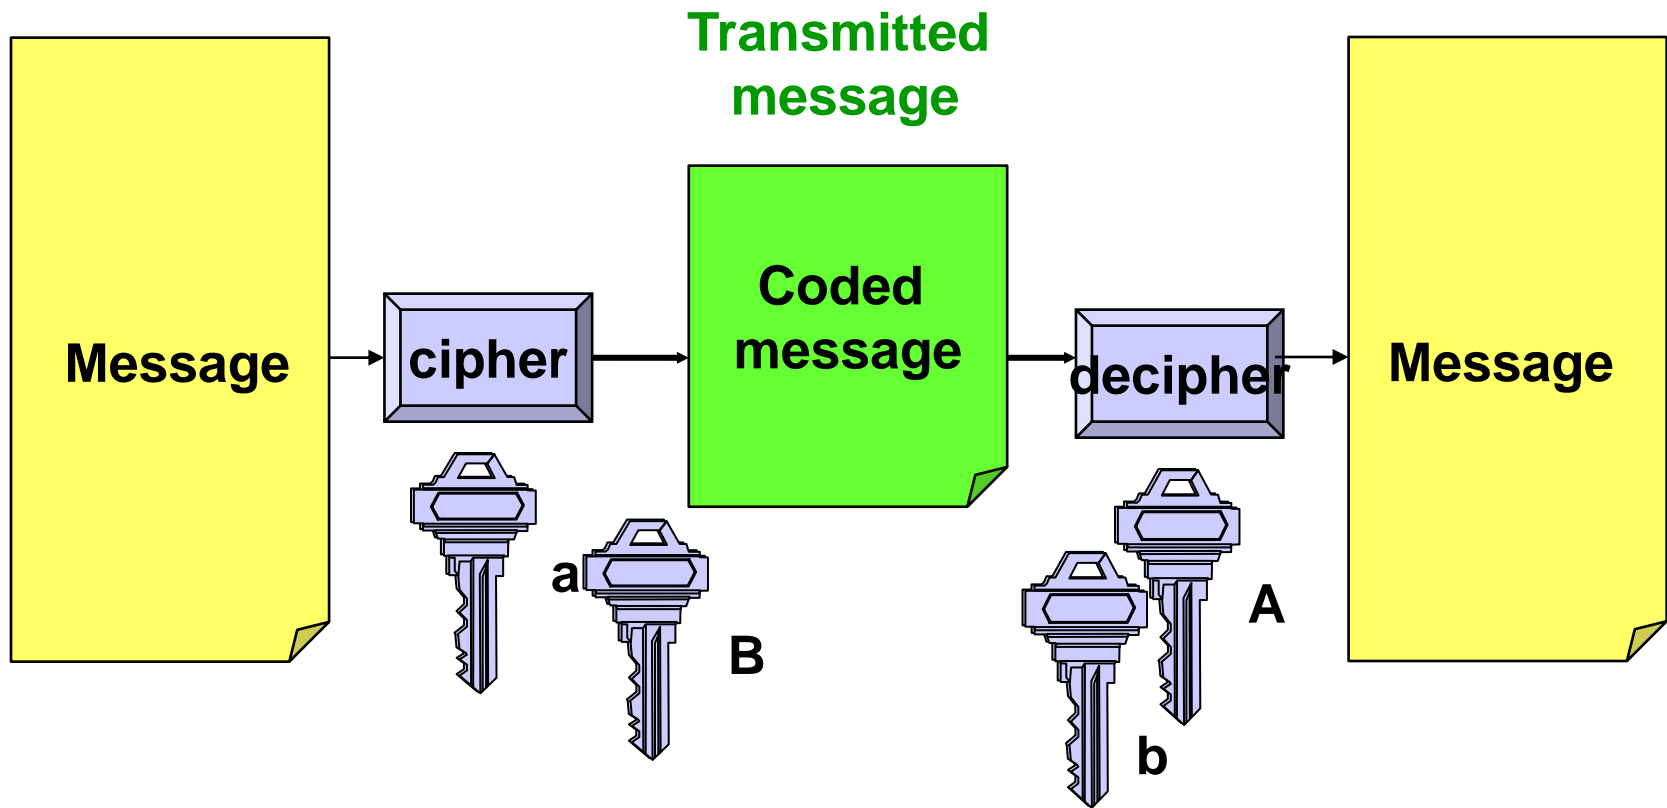 Transmitted
message
Message
cipher
Coded
message
decipher
Message
a
B
A
b